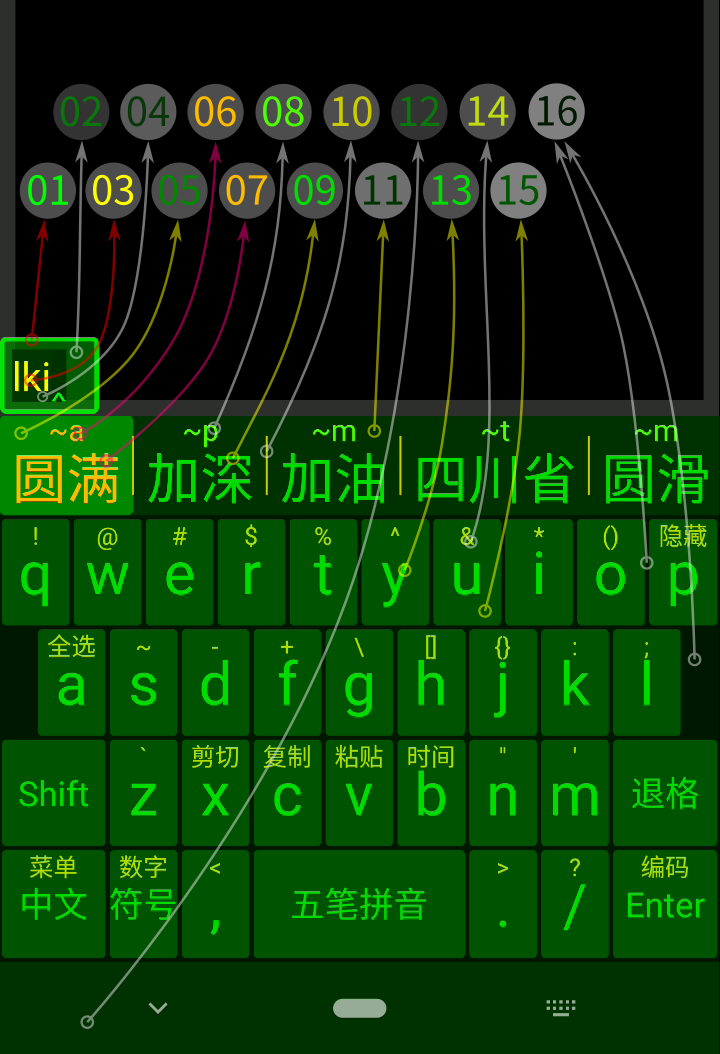 02 04 06 08 10 12 14 16
01 03 05 07 09 11 13 15
lki^
~a ~p ~m ~t ~m
圆满 加深 加油 四川省 圆滑
! @ # $ % ^ & * () 隐藏
q w e r t y u i o p
全选 ~ - + \ [] {} : ;
a s d f g h j k l
` 剪切 复制 粘贴 时间 " '
Shift z x c v b n m 退格
菜单 数字 < > ? 编码
中文 符号 , 五笔拼音 . / Enter